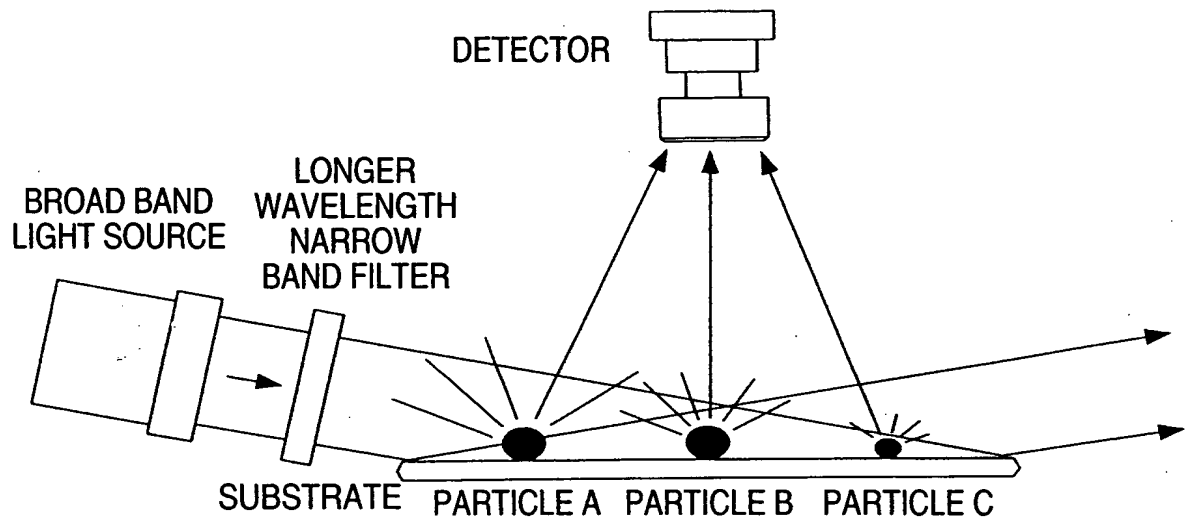 DETECTOR
BROAD BAND
LIGHT SOURCE
LONGER
WAVELENGTH
NARROW
BAND FILTER
SUBSTRATE
PARTICLE A
PARTICLE B
PARTICLE C